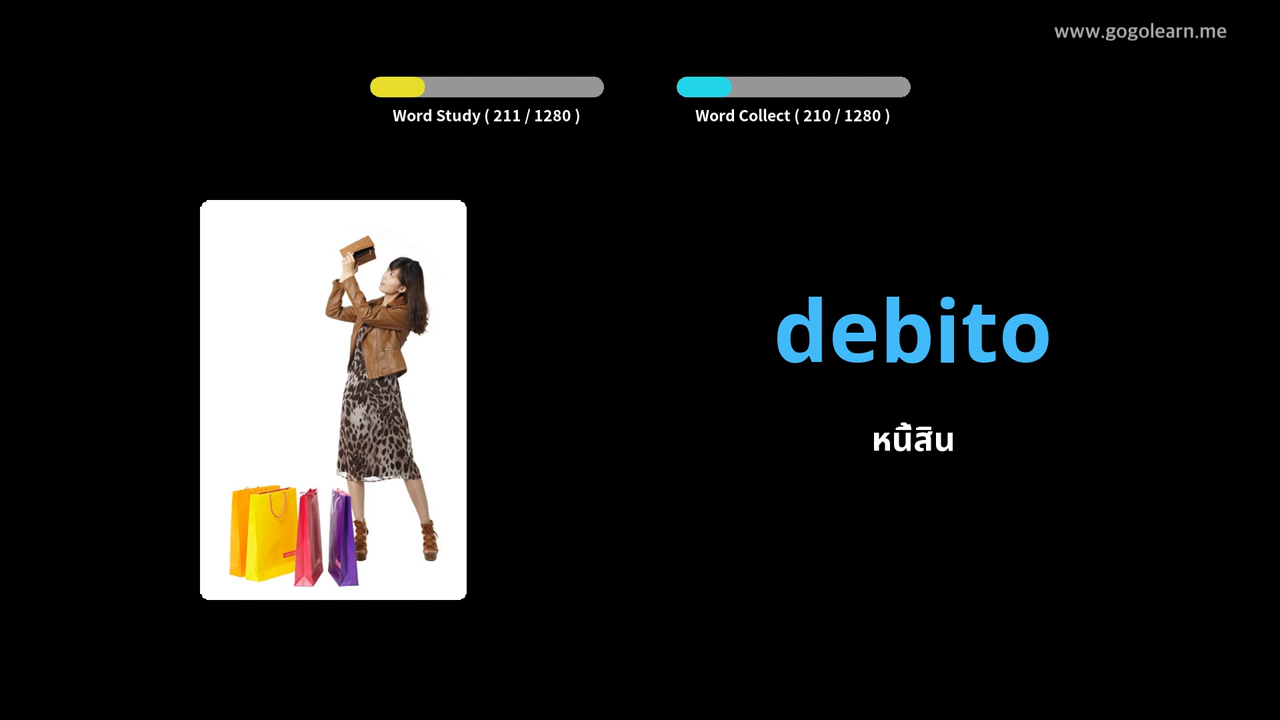 www.gogolearn.me
Word Study ( 211 / 1280 )
Word Collect ( 210 / 1280 )
debito
หนี้สิน